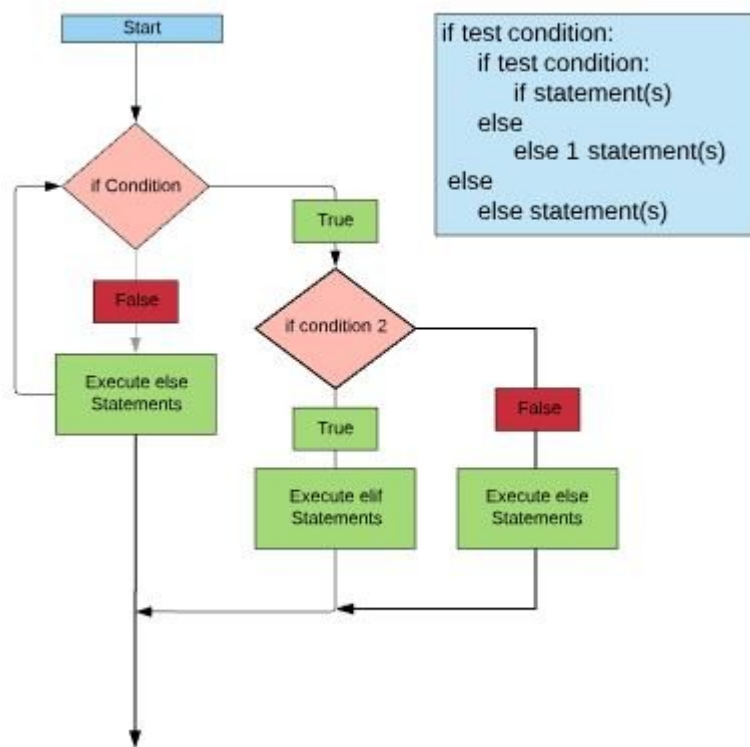 Start
if test condition:
if test condition:
if statement(s)
else
else 1 statement(s)
else
else statement(s)
if Condition
True
False
if condition 2
Execute else
Statements
False
True
Execute elif
Statements
Execute else
Statements